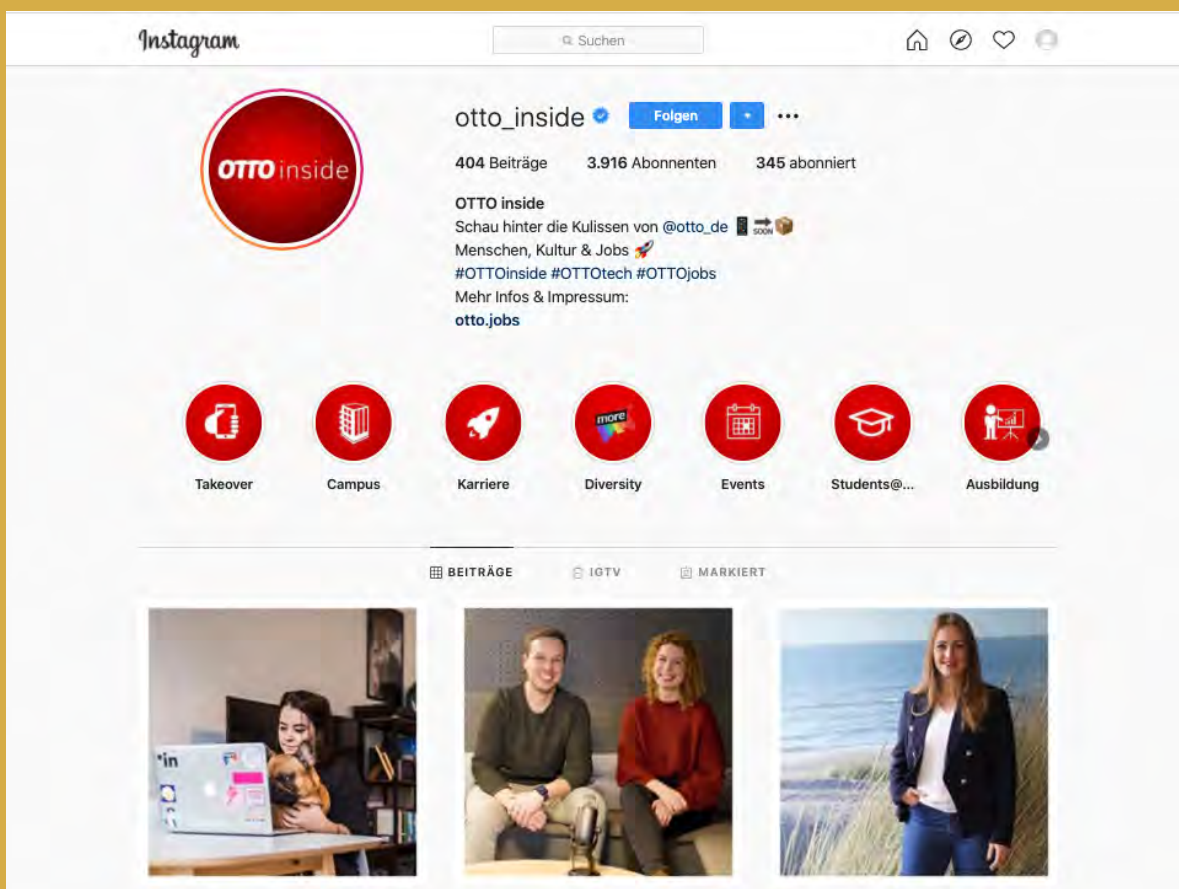 Instagram
Suchen
OTTO inside
otto_inside Folgen
404 Beiträge 3.916 Abonnenten 345 abonniert
OTTO inside
Schau hinter die Kulissen von @otto_de SOON
Menschen, Kultur & Jobs
#OTTOinside #OTTOtech #OTTOjobs
Mehr Infos & Impressum:
otto.jobs
more
Takeover Campus Karriere Diversity Events Students@... Ausbildung
BEITRÄGE IGTV MARKIERT
in